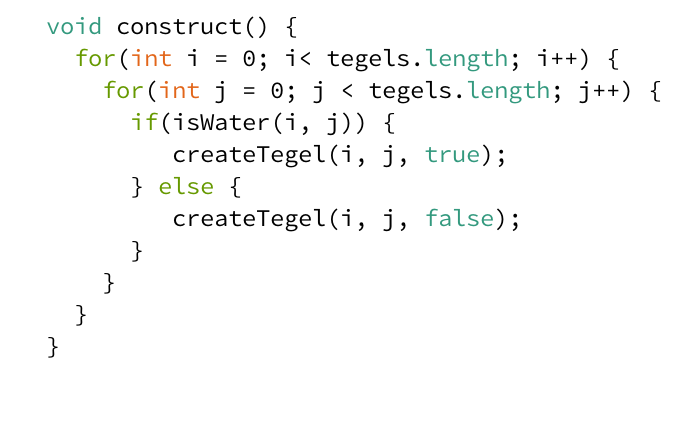 void construct() {
  for(int i = 0; i< tegels.length; i++) {
    for(int j = 0; j < tegels.length; j++) {
      if(isWater(i, j)) {
         createTegel(i, j, true);
      } else {
         createTegel(i, j, false);
      }
    }
  }
}